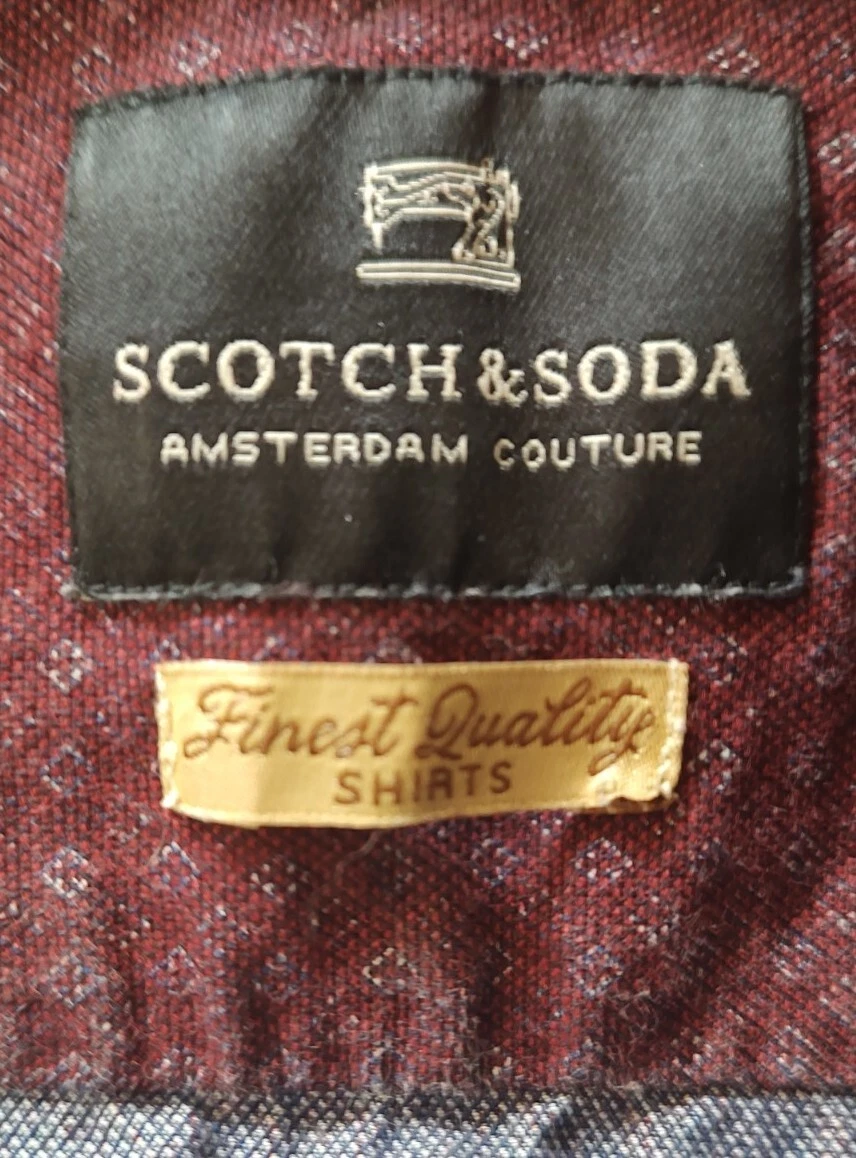 SCOTCH & SODA
AMSTERDAM COUTURE
Finest Quality
SHIRTS